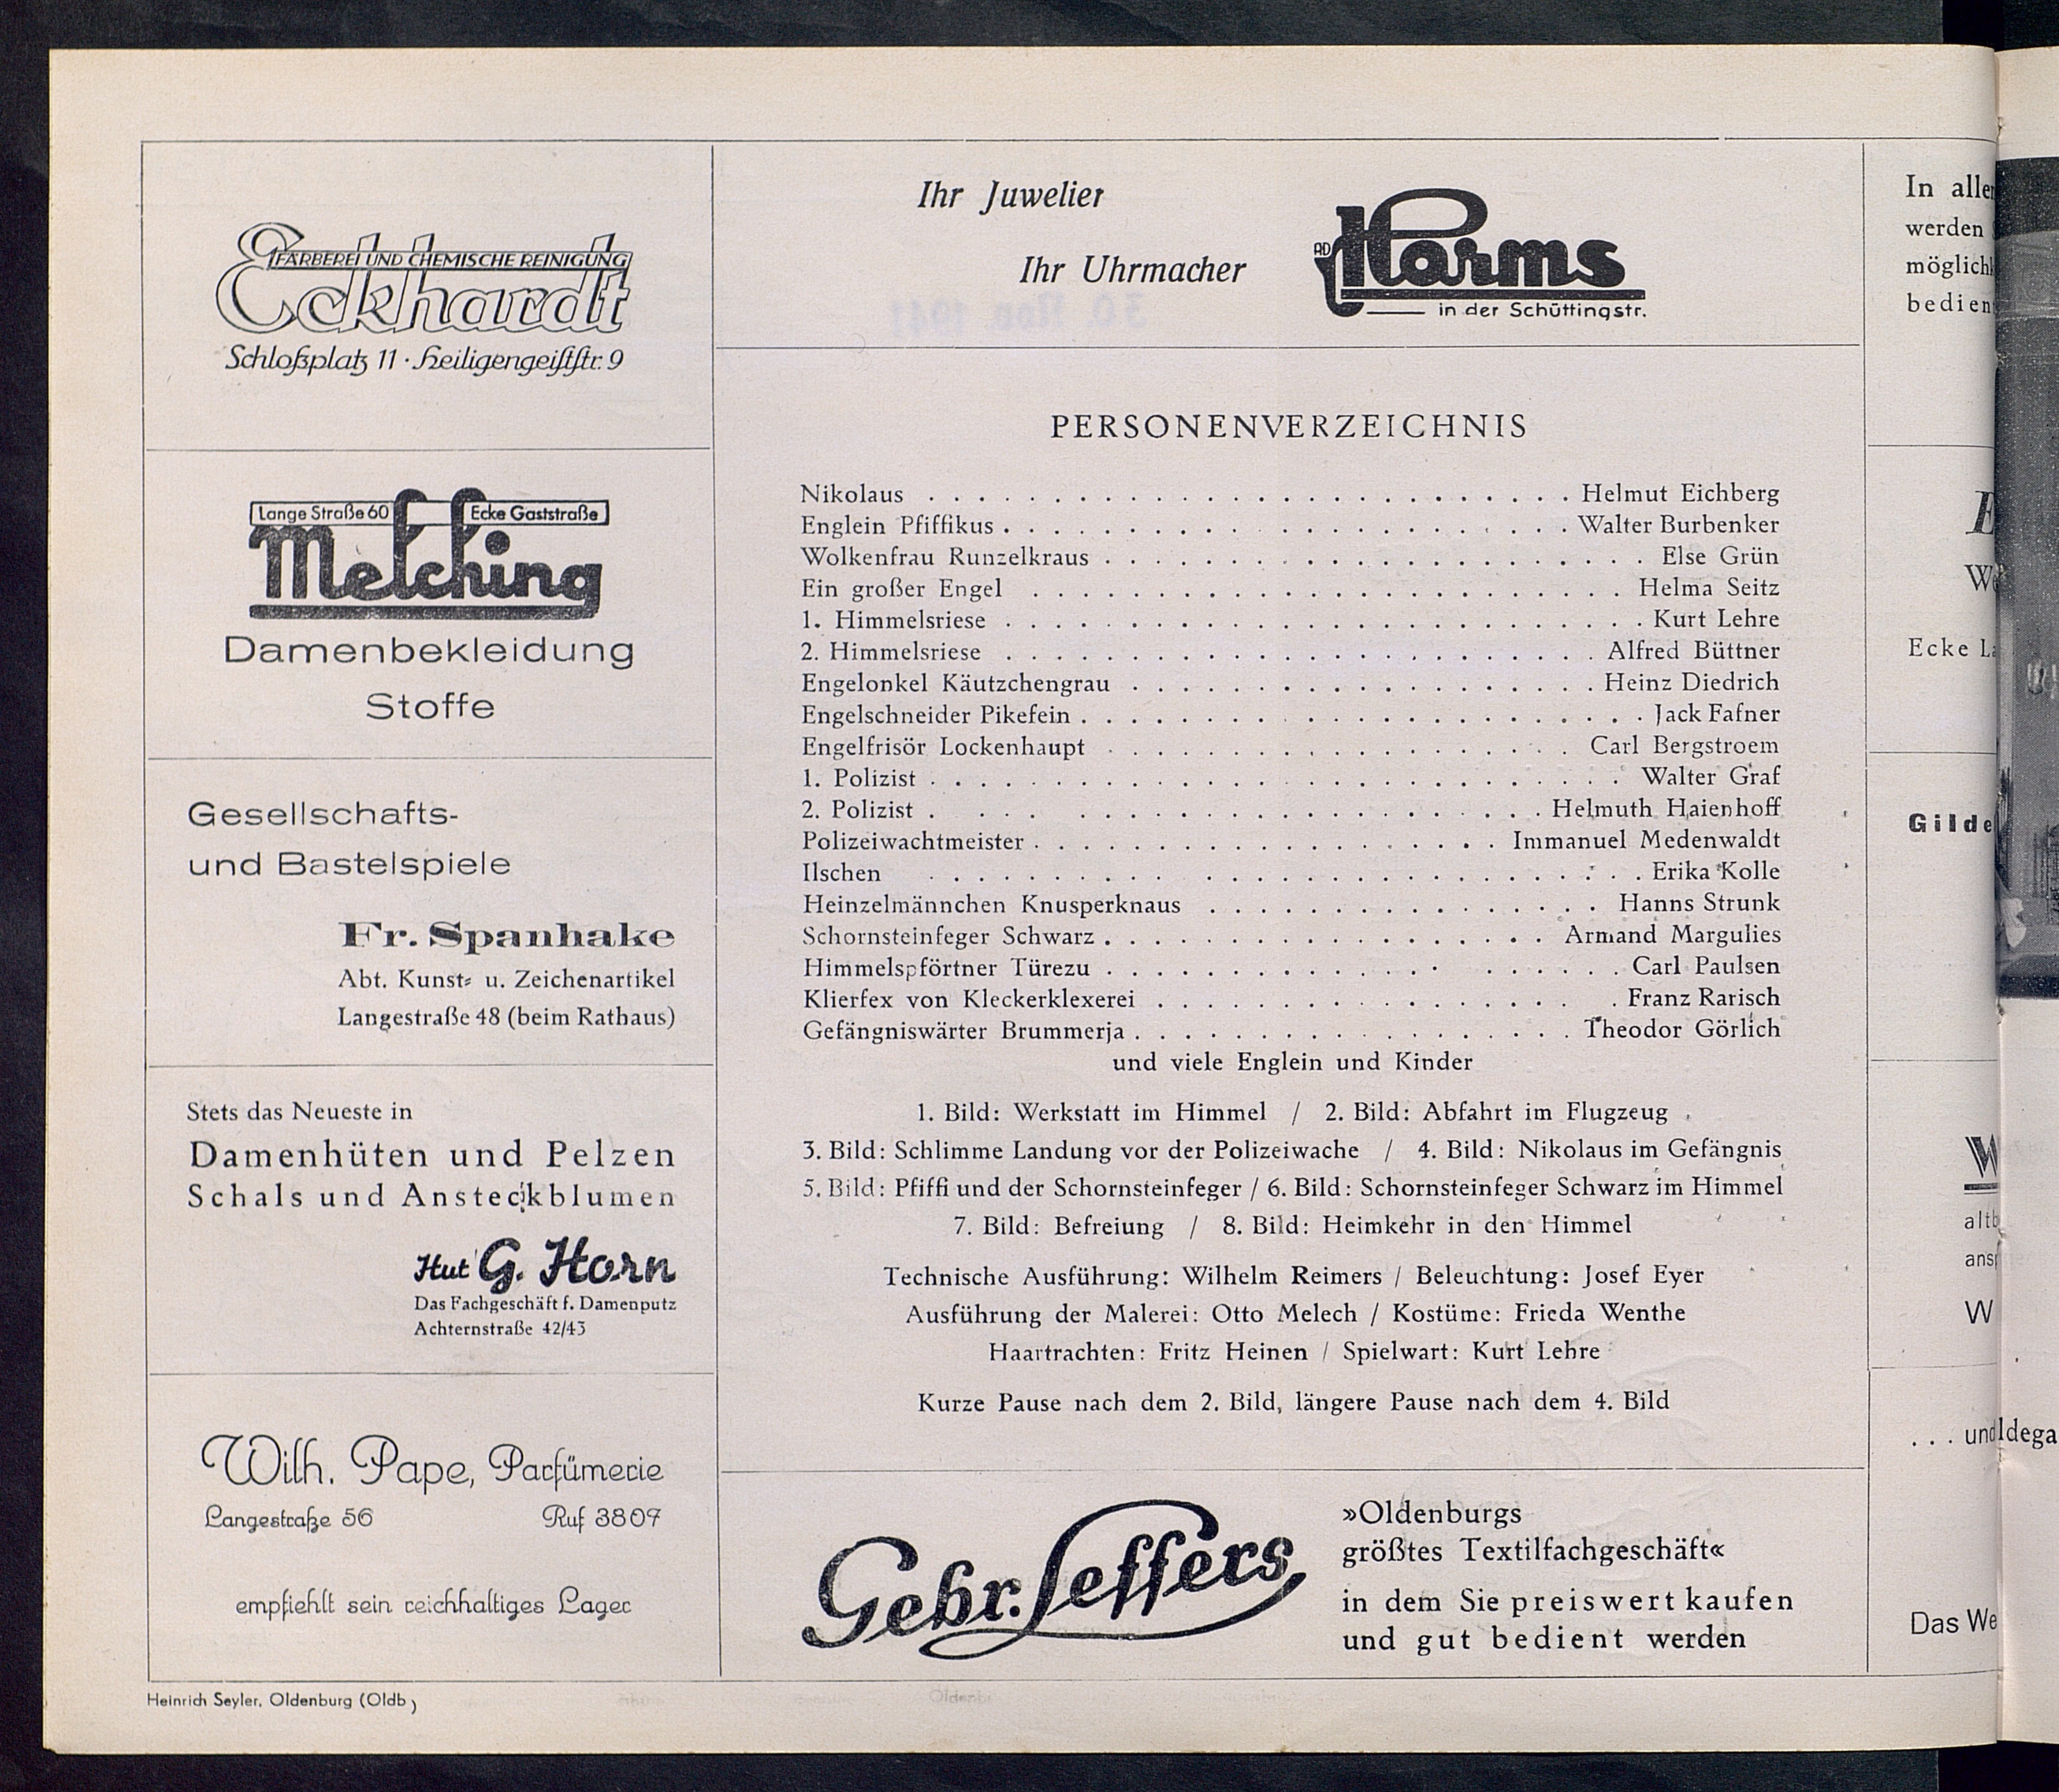 Eckhardt
FÄRBEREI UND CHEMISCHE REINIGUNG
Schloßplatz 11 · Heiligengeiststr. 9
Lange Straße 60 Ecke Gaststraße
Melching
Damenbekleidung
Stoffe
Gesellschafts-
und Bastelspiele
Fr. Spanhake
Abt. Kunst- u. Zeichenartikel
Langestraße 48 (beim Rathaus)
Stets das Neueste in
Damenhüten und Pelzen
Schals und Ansteckblumen
Hut G. Horn
Das Fachgeschäft f. Damenputz
Achternstraße 42/43
Wilh. Pape, Parfümerie
Langestraße 56 Ruf 3807
empfiehlt sein reichhaltiges Lager
Heinrich Seyler, Oldenburg (Oldb)
Ihr Juwelier
Ihr Uhrmacher
AD Harms
in der Schüttingstr.
30. Nov. 1941
PERSONENVERZEICHNIS
Nikolaus . . . . . Helmut Eichberg
Englein Pfiffikus . . . . . Walter Burbenker
Wolkenfrau Runzelkraus . . . . . Else Grün
Ein großer Engel . . . . . Helma Seitz
1. Himmelsriese . . . . . Kurt Lehre
2. Himmelsriese . . . . . Alfred Büttner
Engelonkel Käutzchengrau . . . . . Heinz Diedrich
Engelschneider Pikefein . . . . . Jack Fafner
Engelfrisör Lockenhaupt . . . . . Carl Bergstroem
1. Polizist . . . . . Walter Graf
2. Polizist . . . . . Helmuth Haienhoff
Polizeiwachtmeister . . . . . Immanuel Medenwaldt
Ilschen . . . . . Erika Kolle
Heinzelmännchen Knusperknaus . . . . . Hanns Strunk
Schornsteinfeger Schwarz . . . . . Armand Margulies
Himmelspförtner Türezu . . . . . Carl Paulsen
Klierfex von Kleckerklexerei . . . . . Franz Rarisch
Gefängniswärter Brummerja . . . . . Theodor Görlich
und viele Englein und Kinder
1. Bild: Werkstatt im Himmel / 2. Bild: Abfahrt im Flugzeug
3. Bild: Schlimme Landung vor der Polizeiwache / 4. Bild: Nikolaus im Gefängnis
5. Bild: Pfiffi und der Schornsteinfeger / 6. Bild: Schornsteinfeger Schwarz im Himmel
7. Bild: Befreiung / 8. Bild: Heimkehr in den Himmel
Technische Ausführung: Wilhelm Reimers / Beleuchtung: Josef Eyer
Ausführung der Malerei: Otto Melech / Kostüme: Frieda Wenthe
Haartrachten: Fritz Heinen / Spielwart: Kurt Lehre
Kurze Pause nach dem 2. Bild, längere Pause nach dem 4. Bild
Gebr. Leffers
»Oldenburgs
größtes Textilfachgeschäft«
in dem Sie preiswert kaufen
und gut bedient werden
In alle
werden
möglich
bedien
E
W
Ecke La
Gilde
W
altb
ans
W
. . . und
ldega
Das We